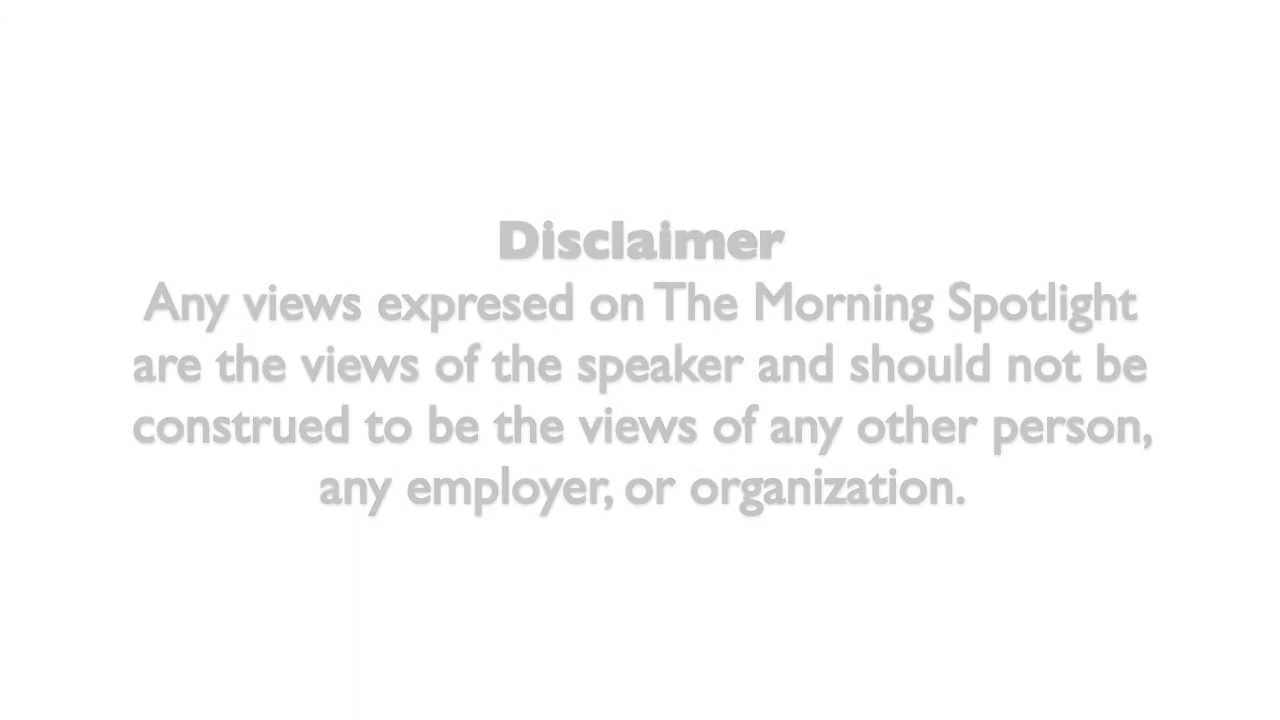 Disclaimer
Any views expresed on The Morning Spotlight
are the views of the speaker and should not be
construed to be the views of any other person,
any employer, or organization.